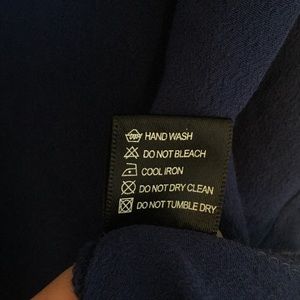 HAND WASH
DO NOT BLEACH
COOL IRON
DO NOT DRY CLEAN
DO NOT TUMBLE DRY